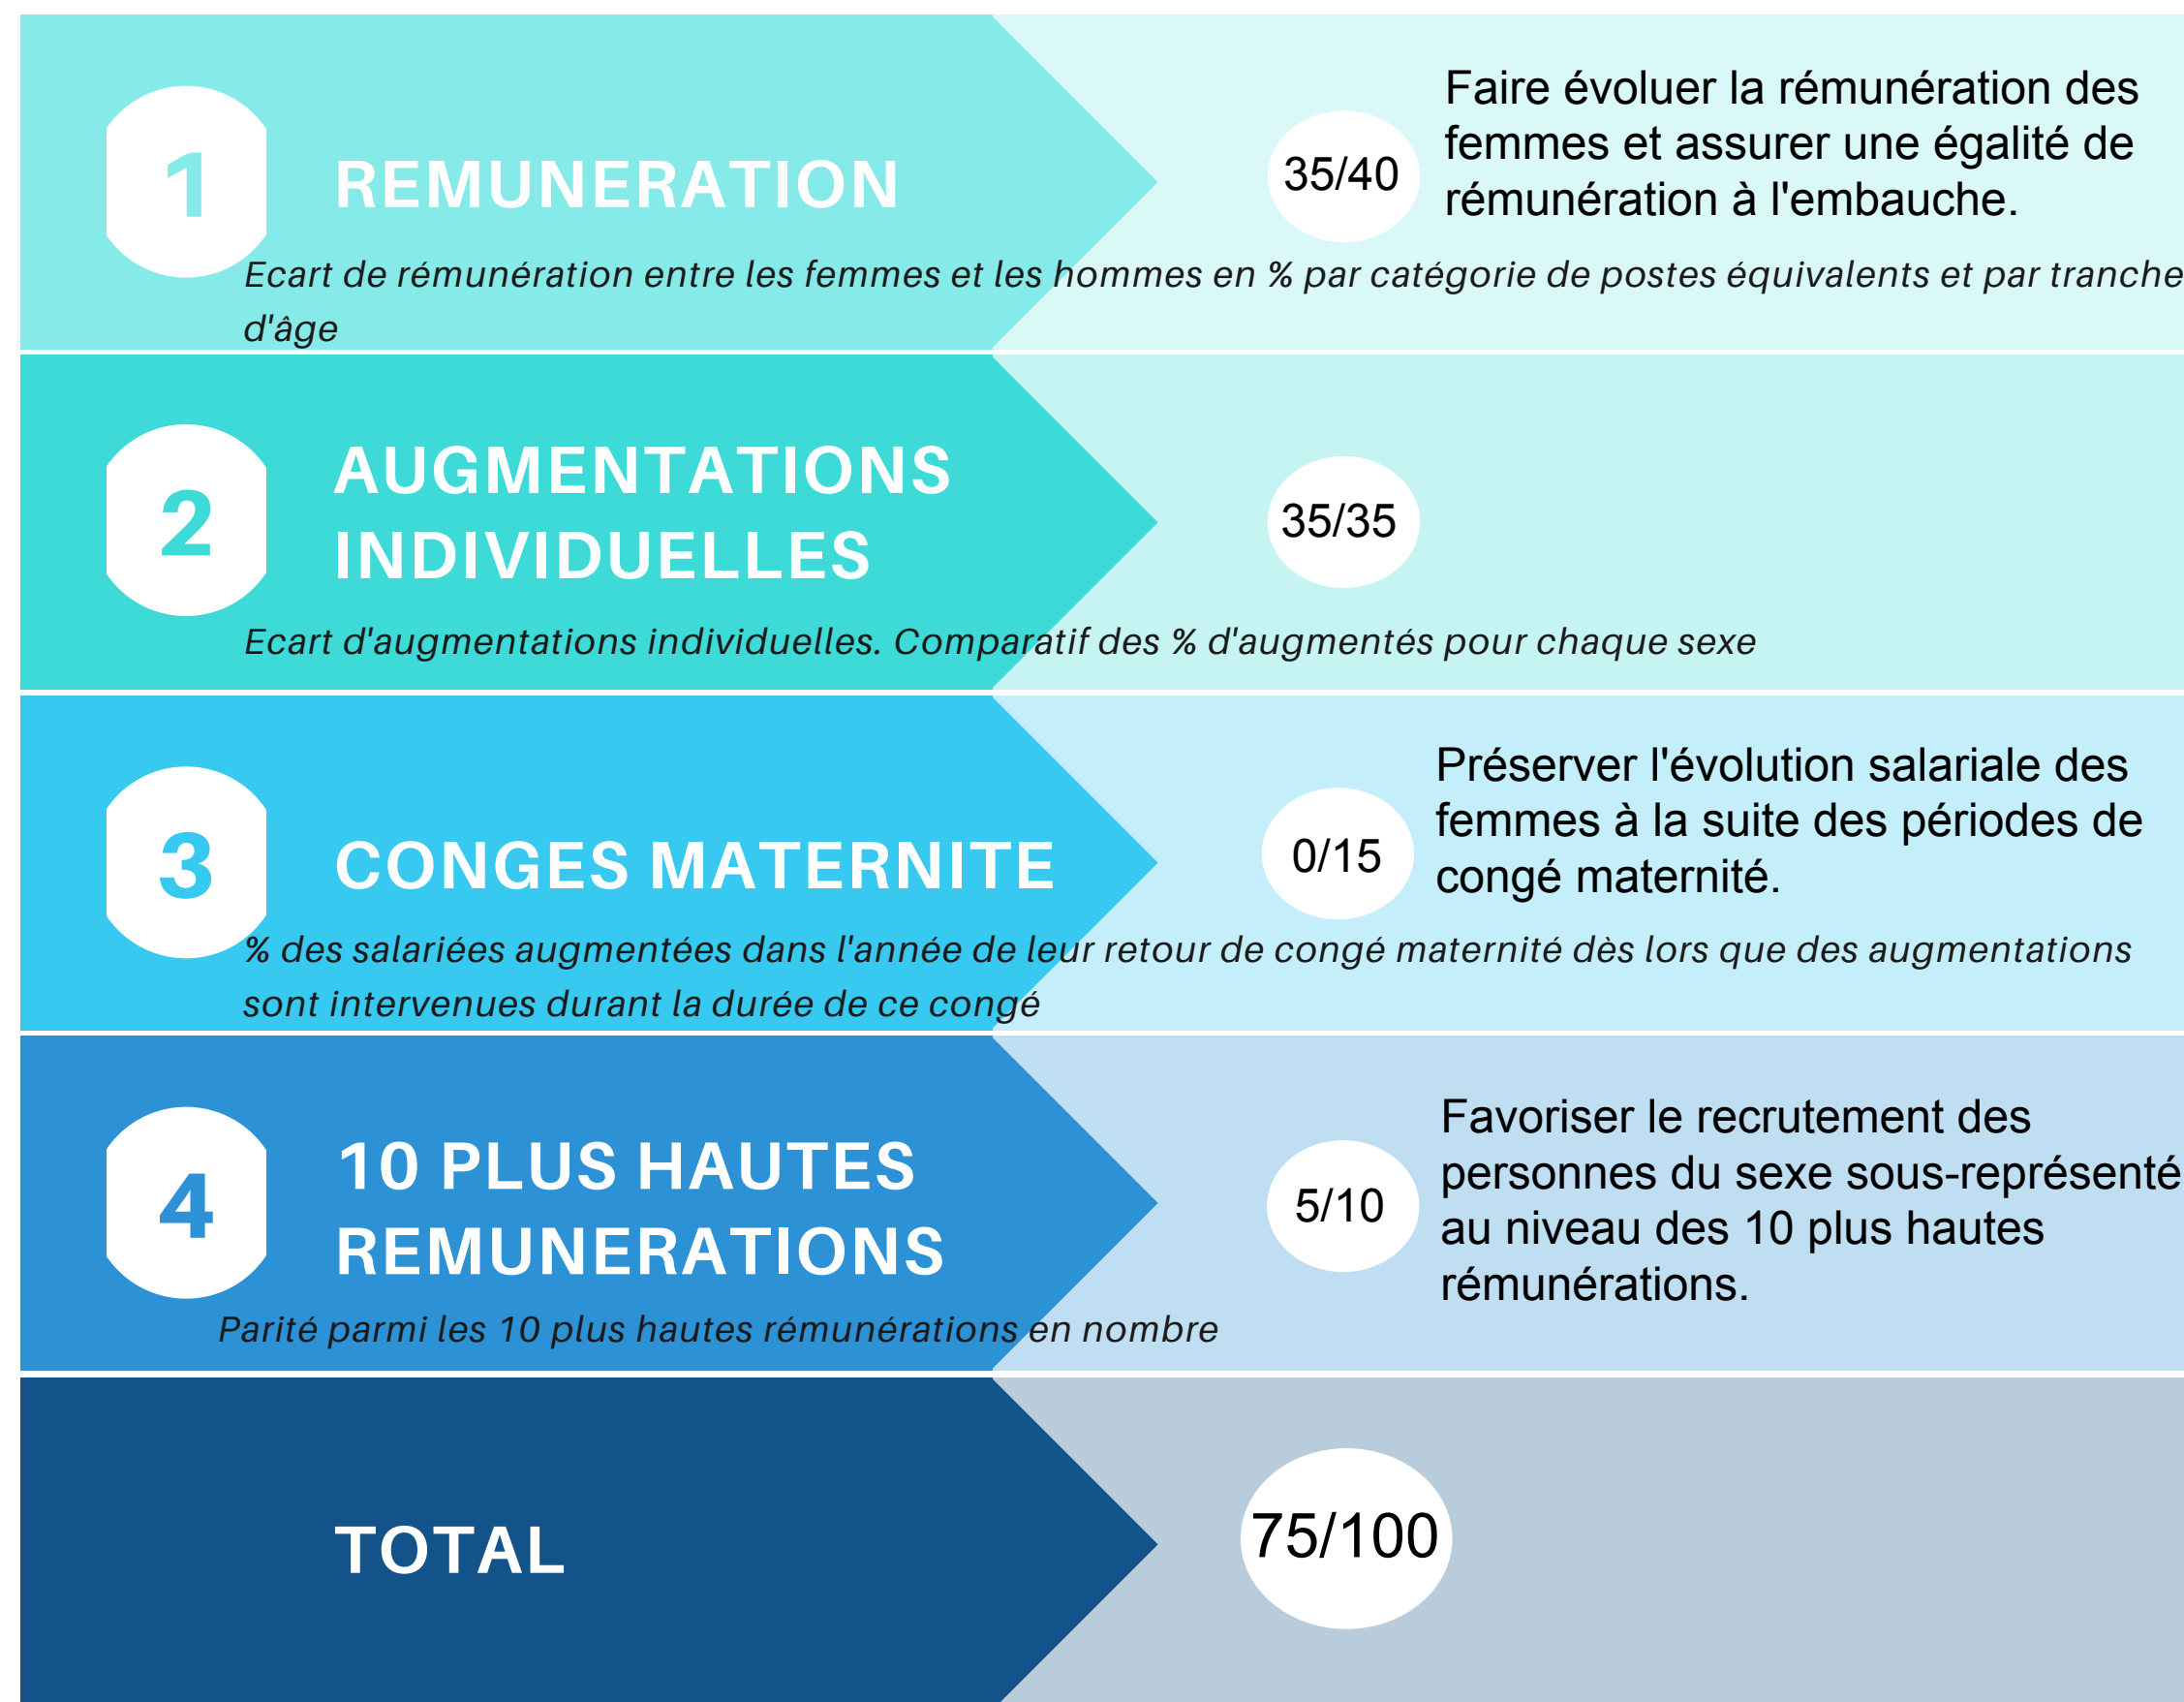 1
REMUNERATION
35/40
Faire évoluer la rémunération des
femmes et assurer une égalité de
rémunération à l'embauche.
Ecart de rémunération entre les femmes et les hommes en % par catégorie de postes équivalents et par tranche
d'âge
2
AUGMENTATIONS
INDIVIDUELLES
35/35
Ecart d'augmentations individuelles. Comparatif des % d'augmentés pour chaque sexe
3
CONGES MATERNITE
0/15
Préserver l'évolution salariale des
femmes à la suite des périodes de
congé maternité.
% des salariées augmentées dans l'année de leur retour de congé maternité dès lors que des augmentations
sont intervenues durant la durée de ce congé
4
10 PLUS HAUTES
REMUNERATIONS
5/10
Favoriser le recrutement des
personnes du sexe sous-représenté
au niveau des 10 plus hautes
rémunérations.
Parité parmi les 10 plus hautes rémunérations en nombre
TOTAL
75/100